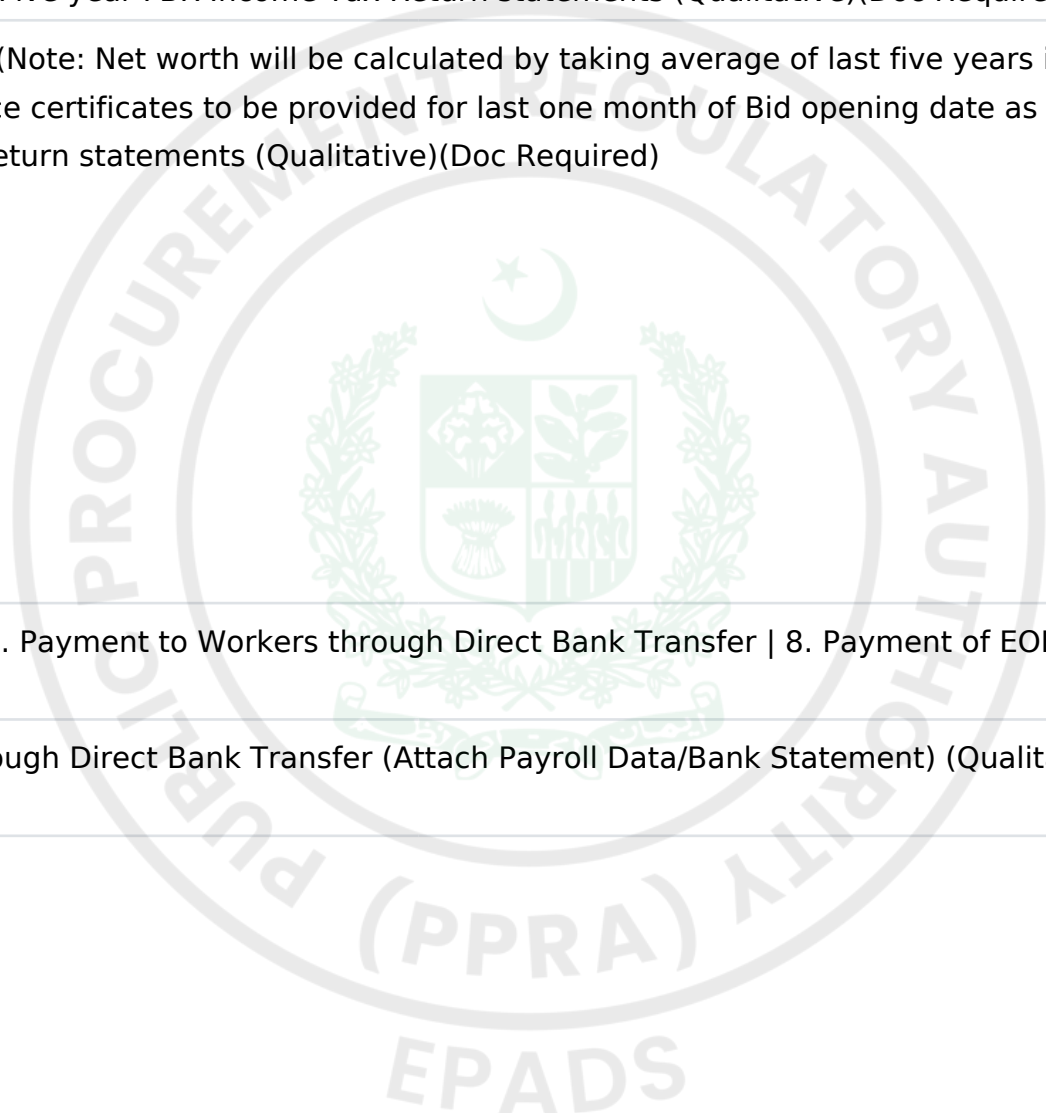 Five year FBR Income Tax Return Statements (Qualitative)(Doc Require
(Note: Net worth will be calculated by taking average of last five years
ce certificates to be provided for last one month of Bid opening date as
eturn statements (Qualitative)(Doc Required)
. Payment to Workers through Direct Bank Transfer | 8. Payment of EO
ough Direct Bank Transfer (Attach Payroll Data/Bank Statement) (Qualit
PUBLIC PROCUREMENT REGULATORY AUTHORITY
(PPRA)
EPADS